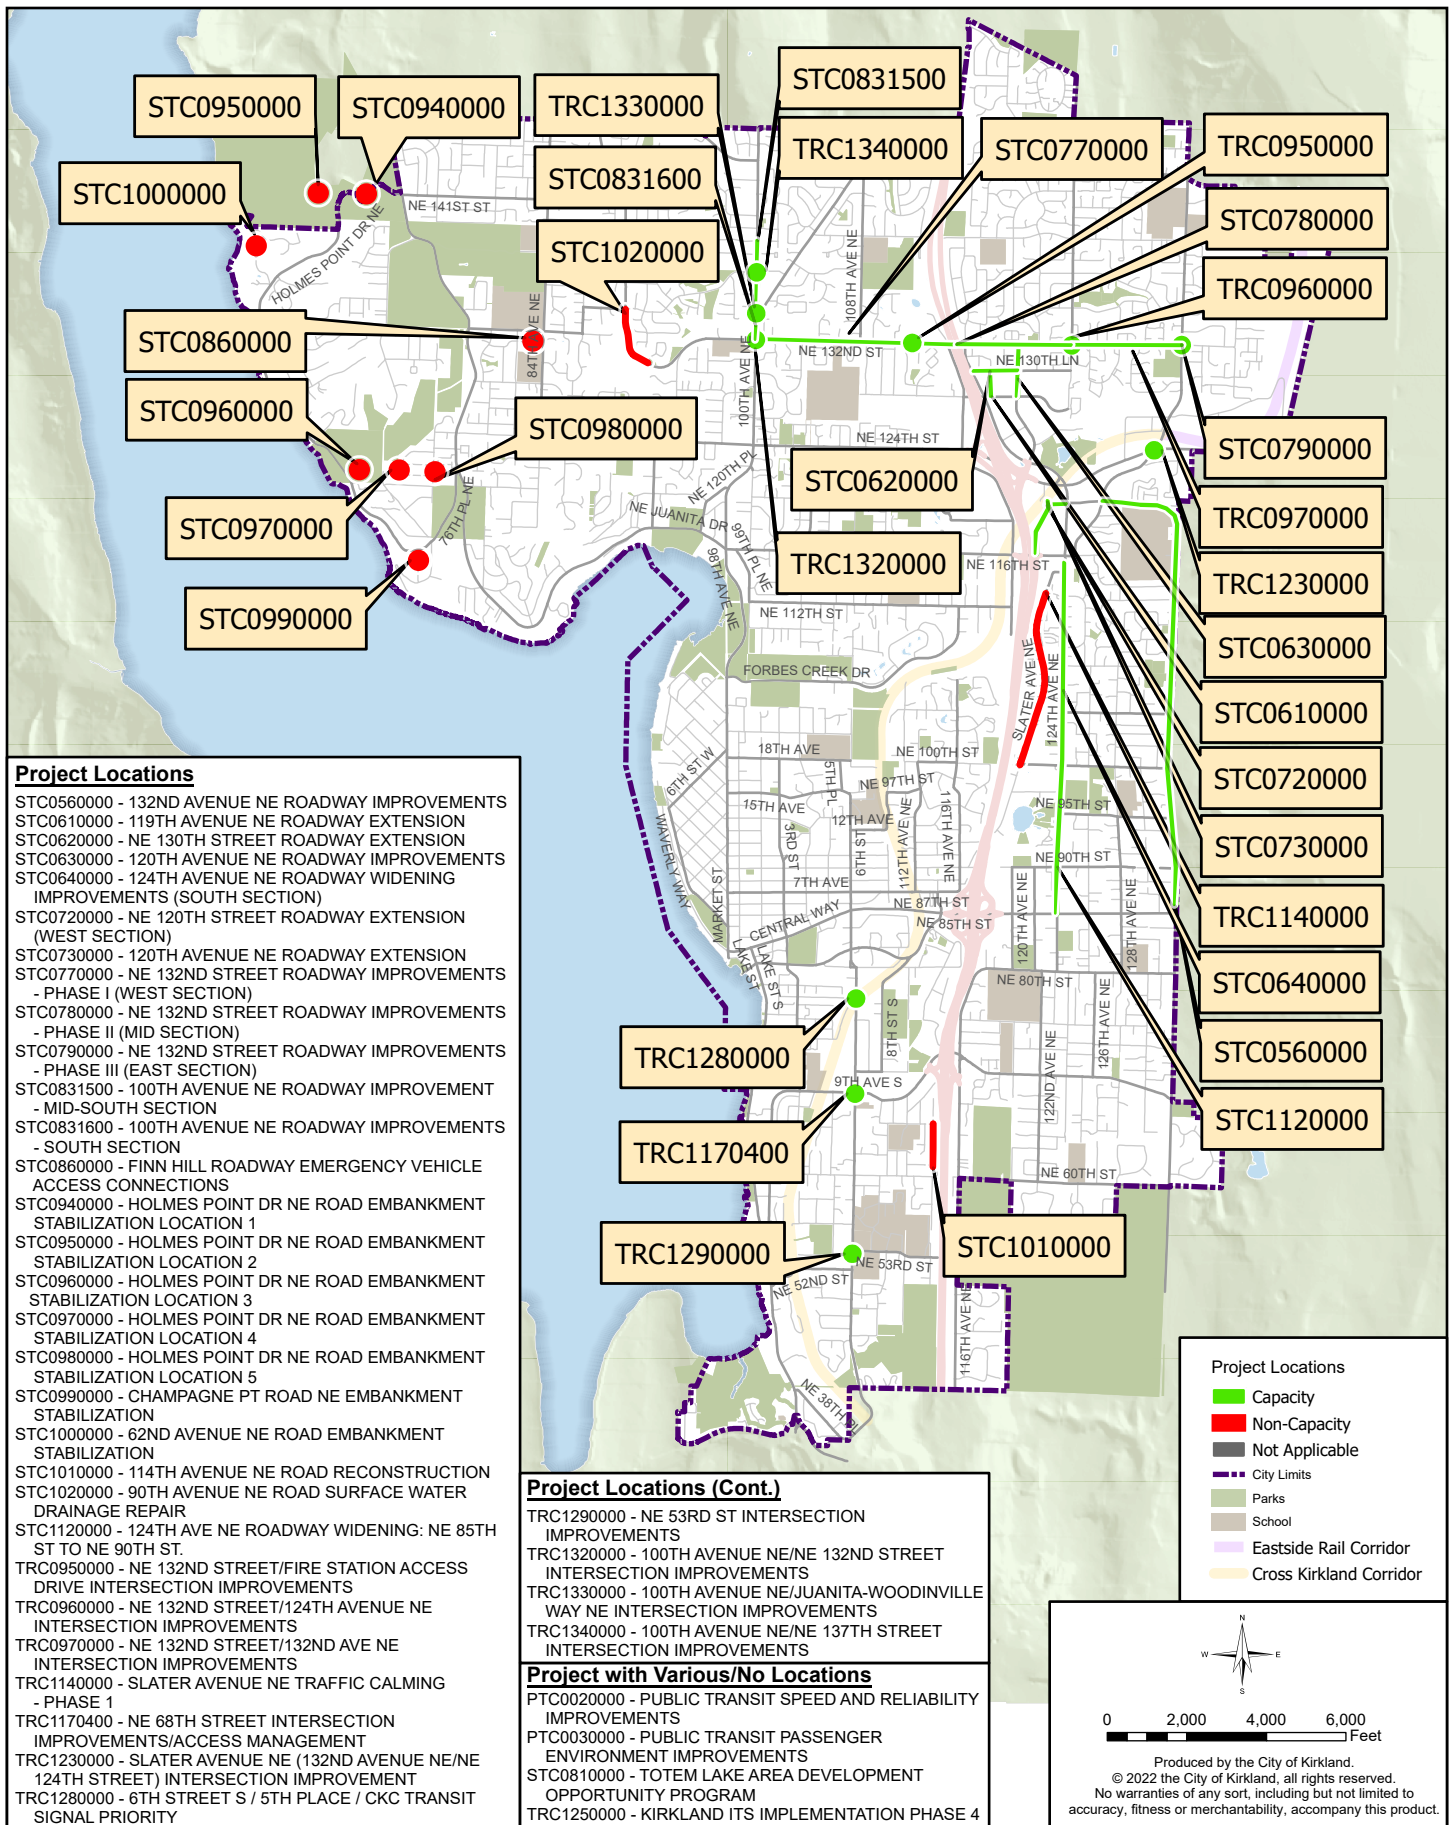 STC0950000
STC0940000
TRC1330000
STC0831500
TRC1340000
STC0770000
TRC0950000
STC1000000
STC0831600
STC0780000
STC1020000
TRC0960000
STC0860000
STC0960000
STC0980000
STC0790000
STC0620000
STC0970000
TRC0970000
TRC1320000
TRC1230000
STC0990000
STC0630000
STC0610000
STC0720000
STC0730000
TRC1140000
STC0640000
STC0560000
STC1120000
TRC1280000
TRC1170400
TRC1290000
STC1010000
NE 141ST ST
HOLMES POINT DR NE
84TH AVE NE
76TH PL NE
100TH AVE NE
108TH AVE NE
NE 132ND ST
NE 130TH LN
NE 124TH ST
NE 120TH PL
NE JUANITA DR
99TH PL NE
98TH AVE NE
NE 116TH ST
NE 112TH ST
FORBES CREEK DR
SLATER AVE NE
124TH AVE NE
18TH AVE
NE 100TH ST
6TH ST W
5TH PL
NE 97TH ST
15TH AVE
12TH AVE
NE 95TH ST
WAVERLY WAY
3RD ST
6TH ST
112TH AVE NE
116TH AVE NE
NE 90TH ST
7TH AVE
MARKET ST
NE 87TH ST
CENTRAL WAY
NE 85TH ST
120TH AVE NE
128TH AVE NE
LAKE ST
LAKE ST S
NE 80TH ST
8TH ST S
126TH AVE NE
122ND AVE NE
9TH AVE S
NE 60TH ST
NE 53RD ST
NE 52ND ST
116TH AVE NE
NE 38TH PL
Project Locations
STC0560000 - 132ND AVENUE NE ROADWAY IMPROVEMENTS
STC0610000 - 119TH AVENUE NE ROADWAY EXTENSION
STC0620000 - NE 130TH STREET ROADWAY EXTENSION
STC0630000 - 120TH AVENUE NE ROADWAY IMPROVEMENTS
STC0640000 - 124TH AVENUE NE ROADWAY WIDENING
IMPROVEMENTS (SOUTH SECTION)
STC0720000 - NE 120TH STREET ROADWAY EXTENSION
(WEST SECTION)
STC0730000 - 120TH AVENUE NE ROADWAY EXTENSION
STC0770000 - NE 132ND STREET ROADWAY IMPROVEMENTS
- PHASE I (WEST SECTION)
STC0780000 - NE 132ND STREET ROADWAY IMPROVEMENTS
- PHASE II (MID SECTION)
STC0790000 - NE 132ND STREET ROADWAY IMPROVEMENTS
- PHASE III (EAST SECTION)
STC0831500 - 100TH AVENUE NE ROADWAY IMPROVEMENT
- MID-SOUTH SECTION
STC0831600 - 100TH AVENUE NE ROADWAY IMPROVEMENTS
- SOUTH SECTION
STC0860000 - FINN HILL ROADWAY EMERGENCY VEHICLE
ACCESS CONNECTIONS
STC0940000 - HOLMES POINT DR NE ROAD EMBANKMENT
STABILIZATION LOCATION 1
STC0950000 - HOLMES POINT DR NE ROAD EMBANKMENT
STABILIZATION LOCATION 2
STC0960000 - HOLMES POINT DR NE ROAD EMBANKMENT
STABILIZATION LOCATION 3
STC0970000 - HOLMES POINT DR NE ROAD EMBANKMENT
STABILIZATION LOCATION 4
STC0980000 - HOLMES POINT DR NE ROAD EMBANKMENT
STABILIZATION LOCATION 5
STC0990000 - CHAMPAGNE PT ROAD NE EMBANKMENT
STABILIZATION
STC1000000 - 62ND AVENUE NE ROAD EMBANKMENT
STABILIZATION
STC1010000 - 114TH AVENUE NE ROAD RECONSTRUCTION
STC1020000 - 90TH AVENUE NE ROAD SURFACE WATER
DRAINAGE REPAIR
STC1120000 - 124TH AVE NE ROADWAY WIDENING: NE 85TH
ST TO NE 90TH ST.
TRC0950000 - NE 132ND STREET/FIRE STATION ACCESS
DRIVE INTERSECTION IMPROVEMENTS
TRC0960000 - NE 132ND STREET/124TH AVENUE NE
INTERSECTION IMPROVEMENTS
TRC0970000 - NE 132ND STREET/132ND AVE NE
INTERSECTION IMPROVEMENTS
TRC1140000 - SLATER AVENUE NE TRAFFIC CALMING
- PHASE 1
TRC1170400 - NE 68TH STREET INTERSECTION
IMPROVEMENTS/ACCESS MANAGEMENT
TRC1230000 - SLATER AVENUE NE (132ND AVENUE NE/NE
124TH STREET) INTERSECTION IMPROVEMENT
TRC1280000 - 6TH STREET S / 5TH PLACE / CKC TRANSIT
SIGNAL PRIORITY
Project Locations (Cont.)
TRC1290000 - NE 53RD ST INTERSECTION
IMPROVEMENTS
TRC1320000 - 100TH AVENUE NE/NE 132ND STREET
INTERSECTION IMPROVEMENTS
TRC1330000 - 100TH AVENUE NE/JUANITA-WOODINVILLE
WAY NE INTERSECTION IMPROVEMENTS
TRC1340000 - 100TH AVENUE NE/NE 137TH STREET
INTERSECTION IMPROVEMENTS
Project with Various/No Locations
PTC0020000 - PUBLIC TRANSIT SPEED AND RELIABILITY
IMPROVEMENTS
PTC0030000 - PUBLIC TRANSIT PASSENGER
ENVIRONMENT IMPROVEMENTS
STC0810000 - TOTEM LAKE AREA DEVELOPMENT
OPPORTUNITY PROGRAM
TRC1250000 - KIRKLAND ITS IMPLEMENTATION PHASE 4
Project Locations
Capacity
Non-Capacity
Not Applicable
City Limits
Parks
School
Eastside Rail Corridor
Cross Kirkland Corridor
N
W E
S
0 2,000 4,000 6,000
Feet
Produced by the City of Kirkland.
© 2022 the City of Kirkland, all rights reserved.
No warranties of any sort, including but not limited to
accuracy, fitness or merchantability, accompany this product.